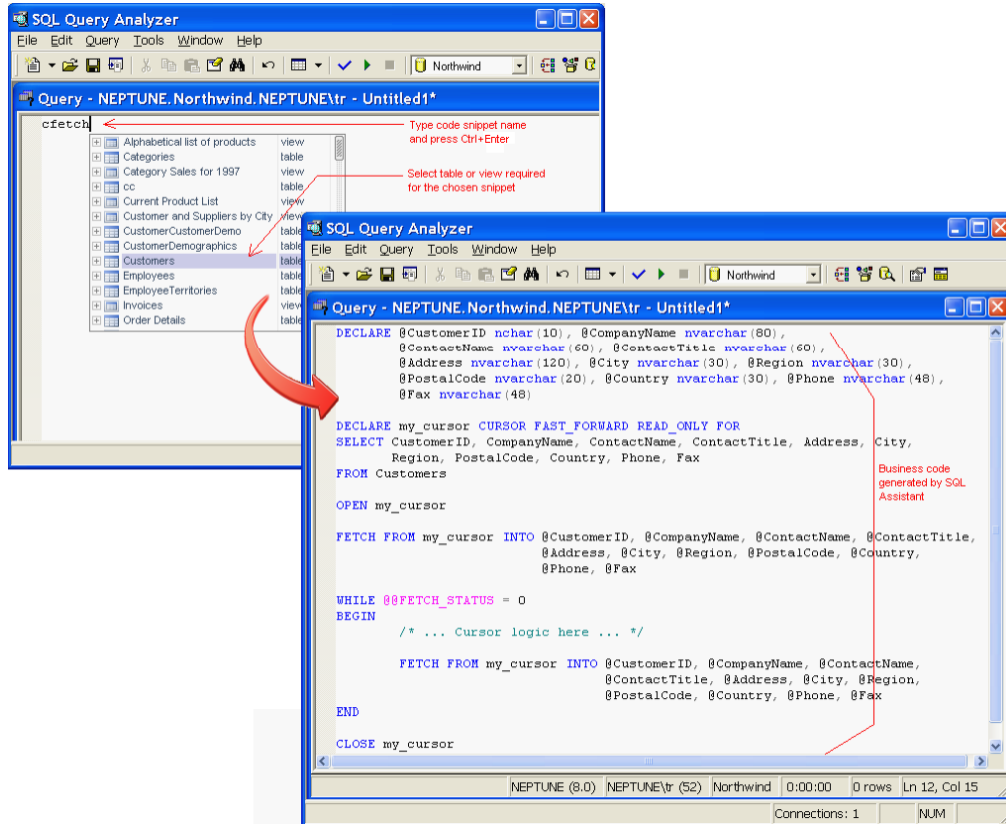 SQL Query Analyzer
File Edit Query Tools Window Help
Northwind
Query - NEPTUNE.Northwind.NEPTUNE\tr - Untitled1*
cfetch
Type code snippet name
and press Ctrl+Enter
Alphabetical list of products view
Categories table
Category Sales for 1997 view
cc table
Current Product List view
Customer and Suppliers by City view
CustomerCustomerDemo table
CustomerDemographics table
Customers table
Employees table
EmployeeTerritories table
Invoices view
Order Details table
Select table or view required
for the chosen snippet
SQL Query Analyzer
File Edit Query Tools Window Help
Northwind
Query - NEPTUNE.Northwind.NEPTUNE\tr - Untitled1*
DECLARE @CustomerID nchar(10), @CompanyName nvarchar(80),
@ContactName nvarchar(60), @ContactTitle nvarchar(60),
@Address nvarchar(120), @City nvarchar(30), @Region nvarchar(30),
@PostalCode nvarchar(20), @Country nvarchar(30), @Phone nvarchar(48),
@Fax nvarchar(48)
DECLARE my_cursor CURSOR FAST_FORWARD READ_ONLY FOR
SELECT CustomerID, CompanyName, ContactName, ContactTitle, Address, City,
Region, PostalCode, Country, Phone, Fax
FROM Customers
OPEN my_cursor
FETCH FROM my_cursor INTO @CustomerID, @CompanyName, @ContactName, @ContactTitle,
@Address, @City, @Region, @PostalCode, @Country,
@Phone, @Fax
WHILE @@FETCH_STATUS = 0
BEGIN
/* ... Cursor logic here ... */
FETCH FROM my_cursor INTO @CustomerID, @CompanyName, @ContactName,
@ContactTitle, @Address, @City, @Region,
@PostalCode, @Country, @Phone, @Fax
END
CLOSE my_cursor
Business code
generated by SQL
Assistant
NEPTUNE (8.0) NEPTUNE\tr (52) Northwind 0:00:00 0 rows Ln 12, Col 15
Connections: 1 NUM